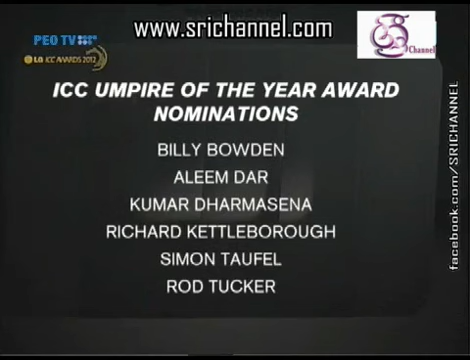 www.srichannel.com
PEO TV
LG ICC AWARDS 2012
ශ්‍රී
Channel
ICC UMPIRE OF THE YEAR AWARD
NOMINATIONS
BILLY BOWDEN
ALEEM DAR
KUMAR DHARMASENA
RICHARD KETTLEBOROUGH
SIMON TAUFEL
ROD TUCKER
facebook.com/SRICHANNEL